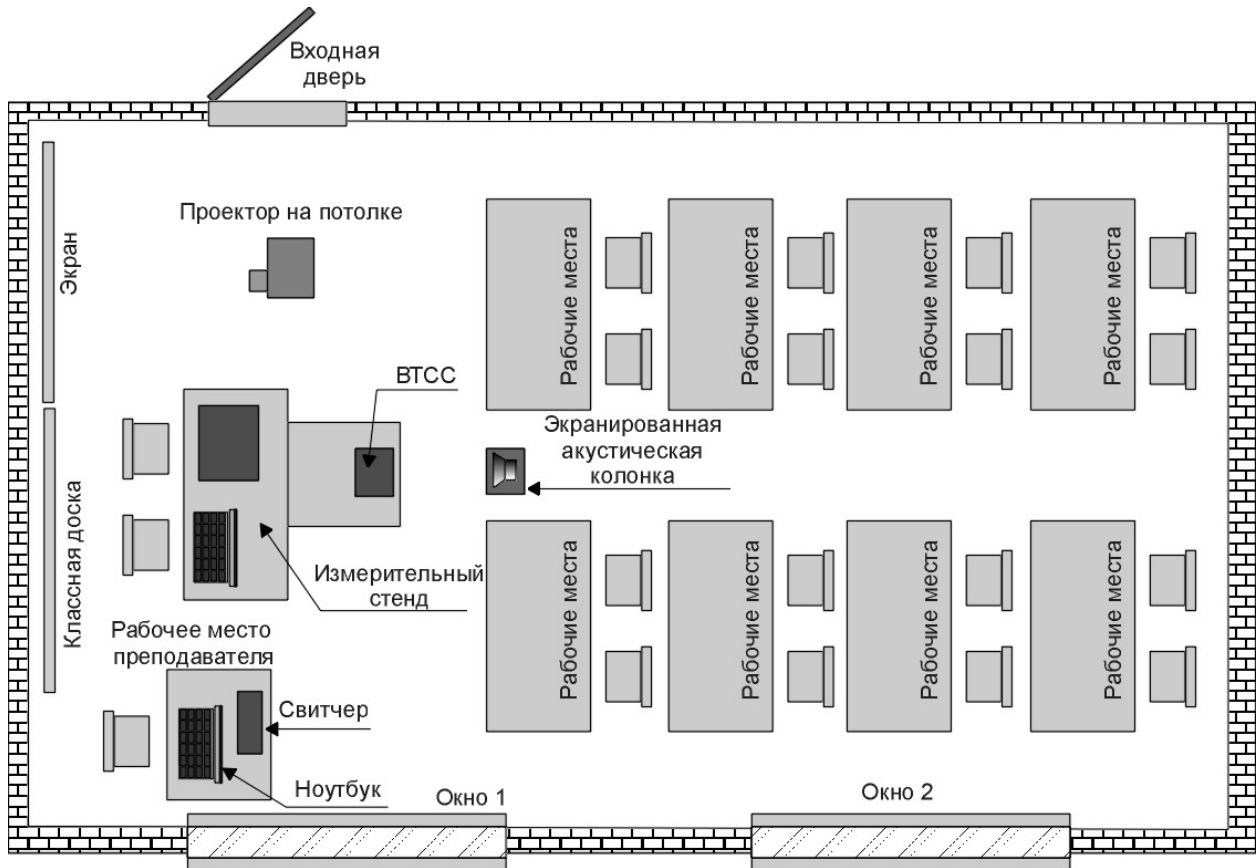 Входная
дверь
Экран
Проектор на потолке
Рабочие места
Рабочие места
Рабочие места
Рабочие места
ВТСС
Экранированная
акустическая
колонка
Классная доска
Измерительный
стенд
Рабочие места
Рабочие места
Рабочие места
Рабочие места
Рабочее место
преподавателя
Свитчер
Ноутбук
Окно 1
Окно 2